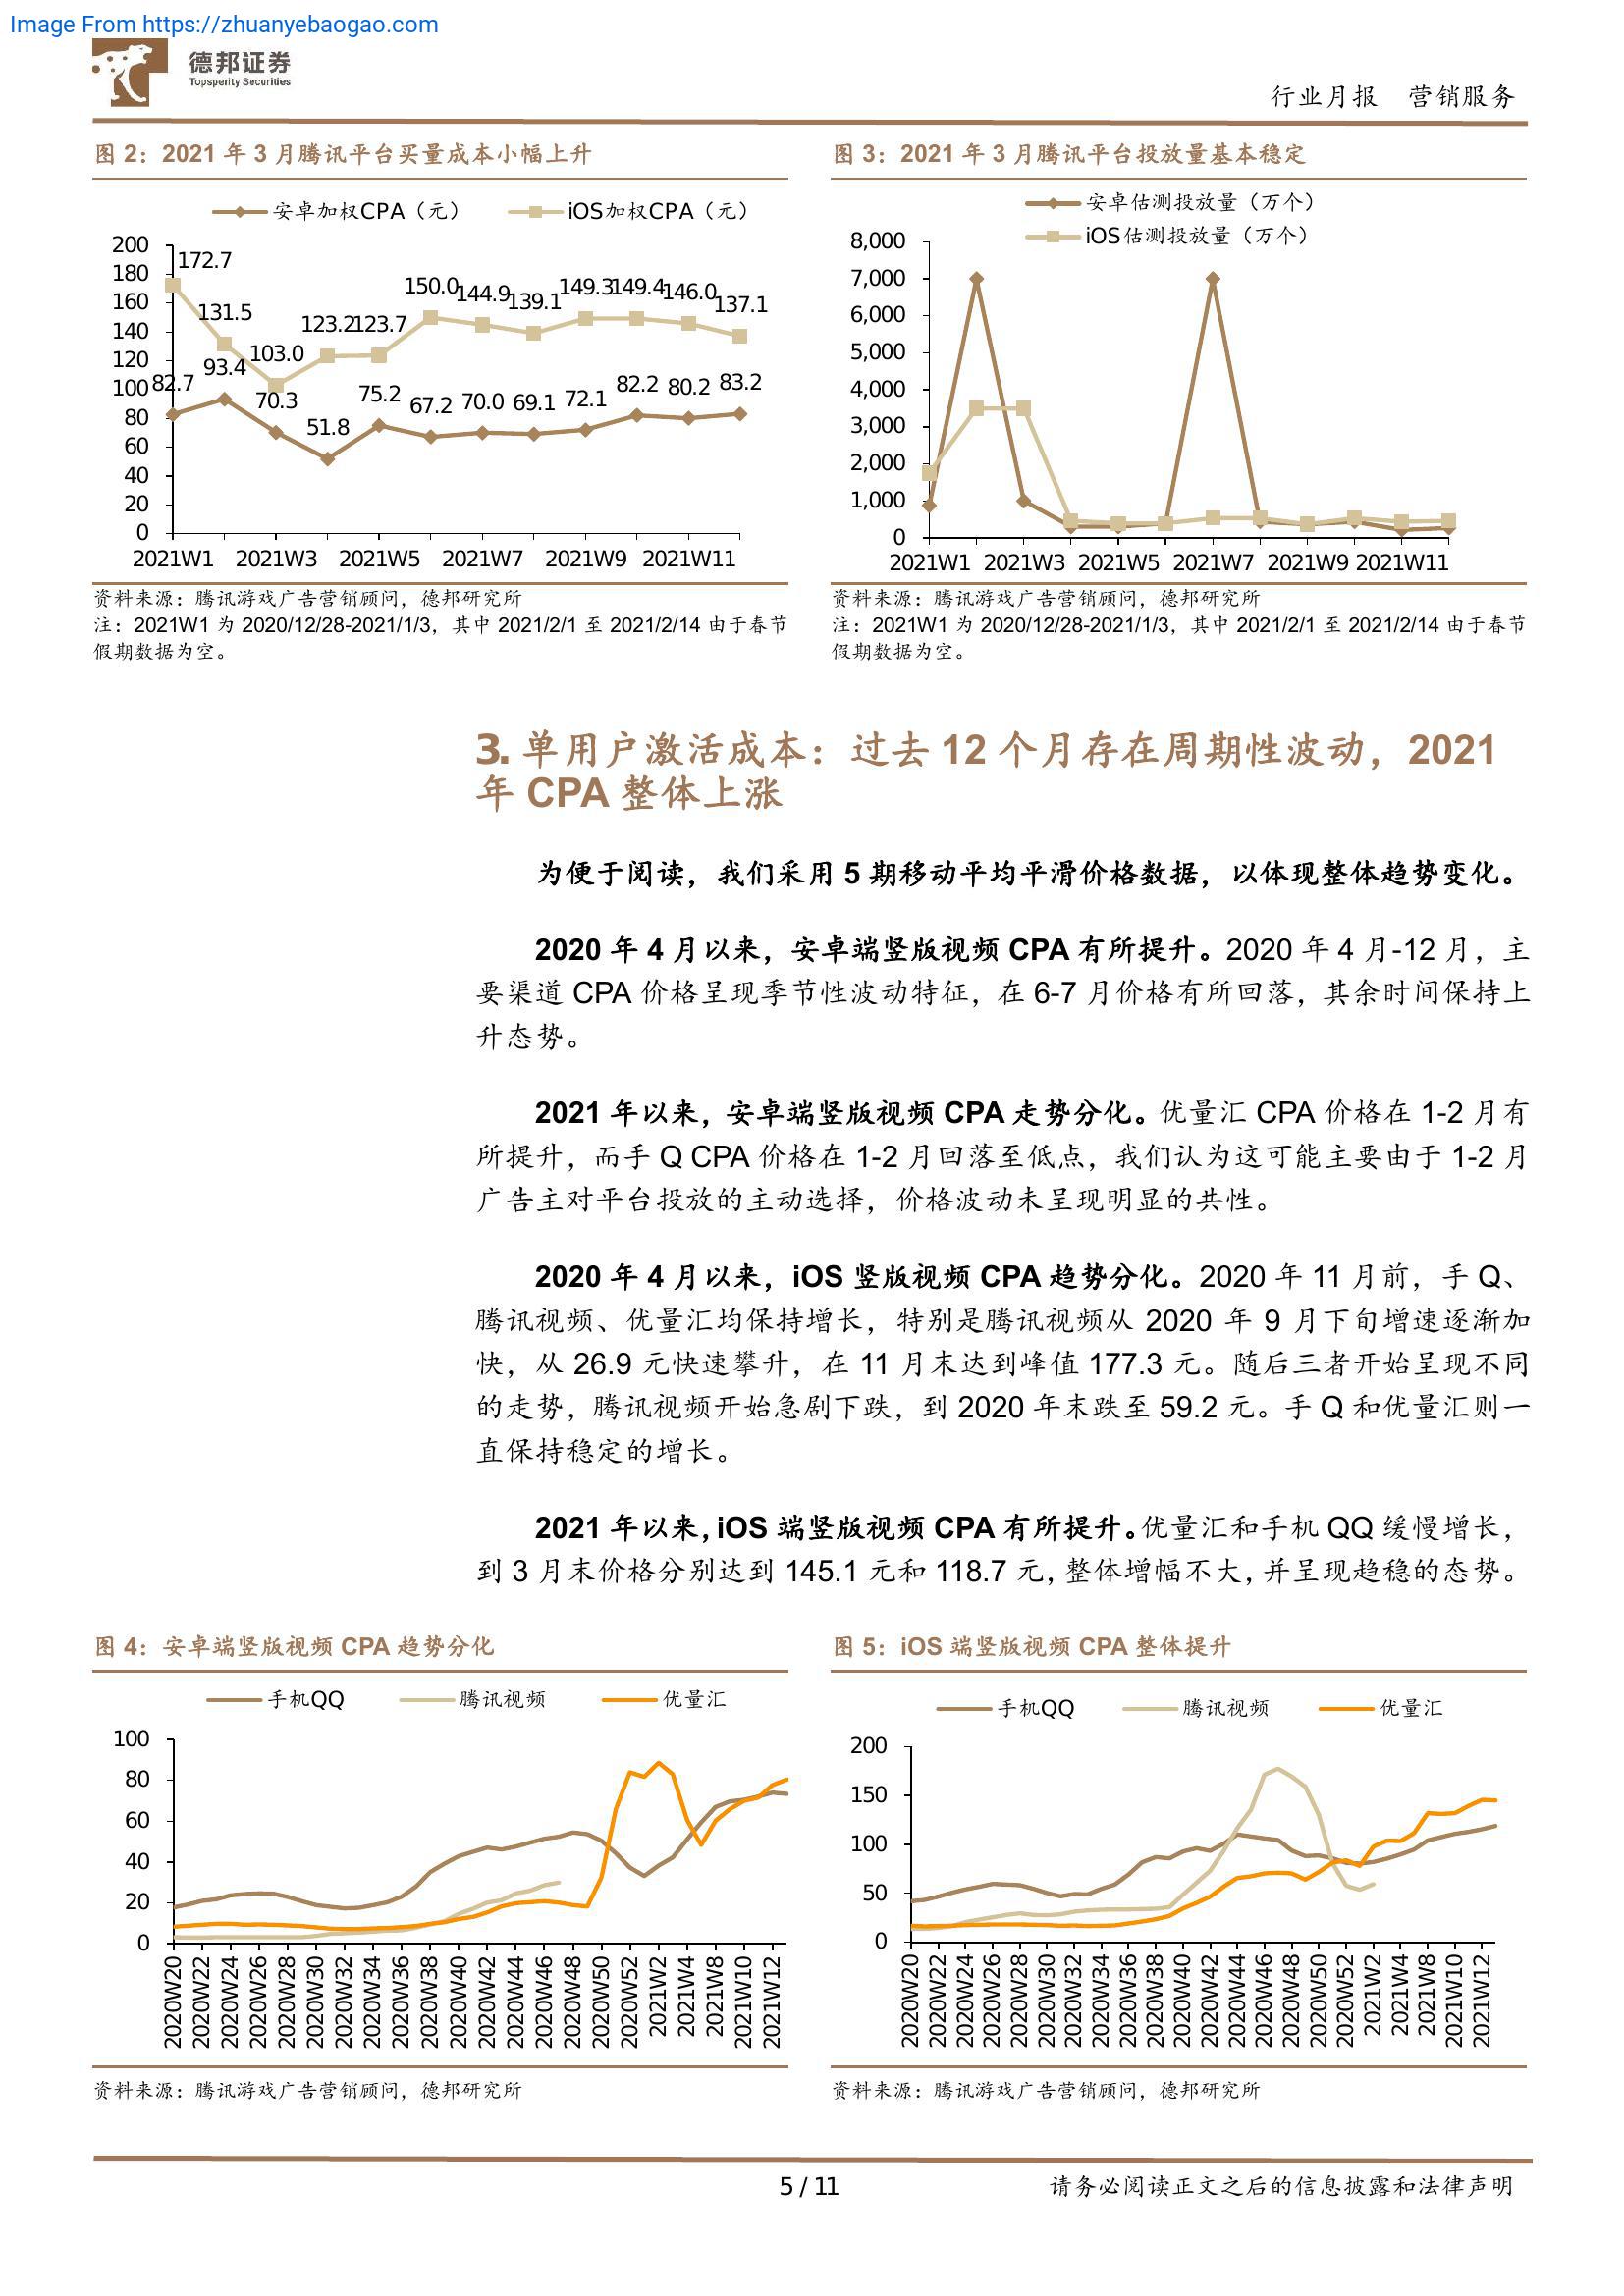 Image From https://zhuanyebaogao.com
德邦证券
Topsperity Securities
行业月报 营销服务
图 2：2021 年 3 月腾讯平台买量成本小幅上升
安卓加权CPA（元） iOS加权CPA（元）
200
180
160
140
120
100
80
60
40
20
0
172.7
131.5
103.0
123.2
123.7
150.0
144.9
139.1
149.3
149.4
146.0
137.1
82.7
93.4
70.3
51.8
75.2
67.2
70.0
69.1
72.1
82.2
80.2
83.2
2021W1 2021W3 2021W5 2021W7 2021W9 2021W11
资料来源：腾讯游戏广告营销顾问，德邦研究所
注：2021W1 为 2020/12/28-2021/1/3，其中 2021/2/1 至 2021/2/14 由于春节
假期数据为空。
图 3：2021 年 3 月腾讯平台投放量基本稳定
安卓估测投放量（万个）
iOS估测投放量（万个）
8,000
7,000
6,000
5,000
4,000
3,000
2,000
1,000
0
2021W1 2021W3 2021W5 2021W7 2021W9 2021W11
资料来源：腾讯游戏广告营销顾问，德邦研究所
注：2021W1 为 2020/12/28-2021/1/3，其中 2021/2/1 至 2021/2/14 由于春节
假期数据为空。
3. 单用户激活成本：过去 12 个月存在周期性波动，2021
年 CPA 整体上涨
为便于阅读，我们采用 5 期移动平均平滑价格数据，以体现整体趋势变化。
2020 年 4 月以来，安卓端竖版视频 CPA 有所提升。2020 年 4 月-12 月，主
要渠道 CPA 价格呈现季节性波动特征，在 6-7 月价格有所回落，其余时间保持上
升态势。
2021 年以来，安卓端竖版视频 CPA 走势分化。优量汇 CPA 价格在 1-2 月有
所提升，而手 Q CPA 价格在 1-2 月回落至低点，我们认为这可能主要由于 1-2 月
广告主对平台投放的主动选择，价格波动未呈现明显的共性。
2020 年 4 月以来，iOS 竖版视频 CPA 趋势分化。2020 年 11 月前，手 Q、
腾讯视频、优量汇均保持增长，特别是腾讯视频从 2020 年 9 月下旬增速逐渐加
快，从 26.9 元快速攀升，在 11 月末达到峰值 177.3 元。随后三者开始呈现不同
的走势，腾讯视频开始急剧下跌，到 2020 年末跌至 59.2 元。手 Q 和优量汇则一
直保持稳定的增长。
2021 年以来，iOS 端竖版视频 CPA 有所提升。优量汇和手机 QQ 缓慢增长，
到 3 月末价格分别达到 145.1 元和 118.7 元，整体增幅不大，并呈现趋稳的态势。
图 4：安卓端竖版视频 CPA 趋势分化
手机QQ 腾讯视频 优量汇
100
80
60
40
20
0
2020W20 2020W22 2020W24 2020W26 2020W28 2020W30 2020W32 2020W34 2020W36 2020W38 2020W40 2020W42 2020W44 2020W46 2020W48 2020W50 2020W52 2021W2 2021W4 2021W8 2021W10 2021W12
资料来源：腾讯游戏广告营销顾问，德邦研究所
图 5：iOS 端竖版视频 CPA 整体提升
手机QQ 腾讯视频 优量汇
200
150
100
50
0
2020W20 2020W22 2020W24 2020W26 2020W28 2020W30 2020W32 2020W34 2020W36 2020W38 2020W40 2020W42 2020W44 2020W46 2020W48 2020W50 2020W52 2021W2 2021W4 2021W8 2021W10 2021W12
资料来源：腾讯游戏广告营销顾问，德邦研究所
5 / 11
请务必阅读正文之后的信息披露和法律声明